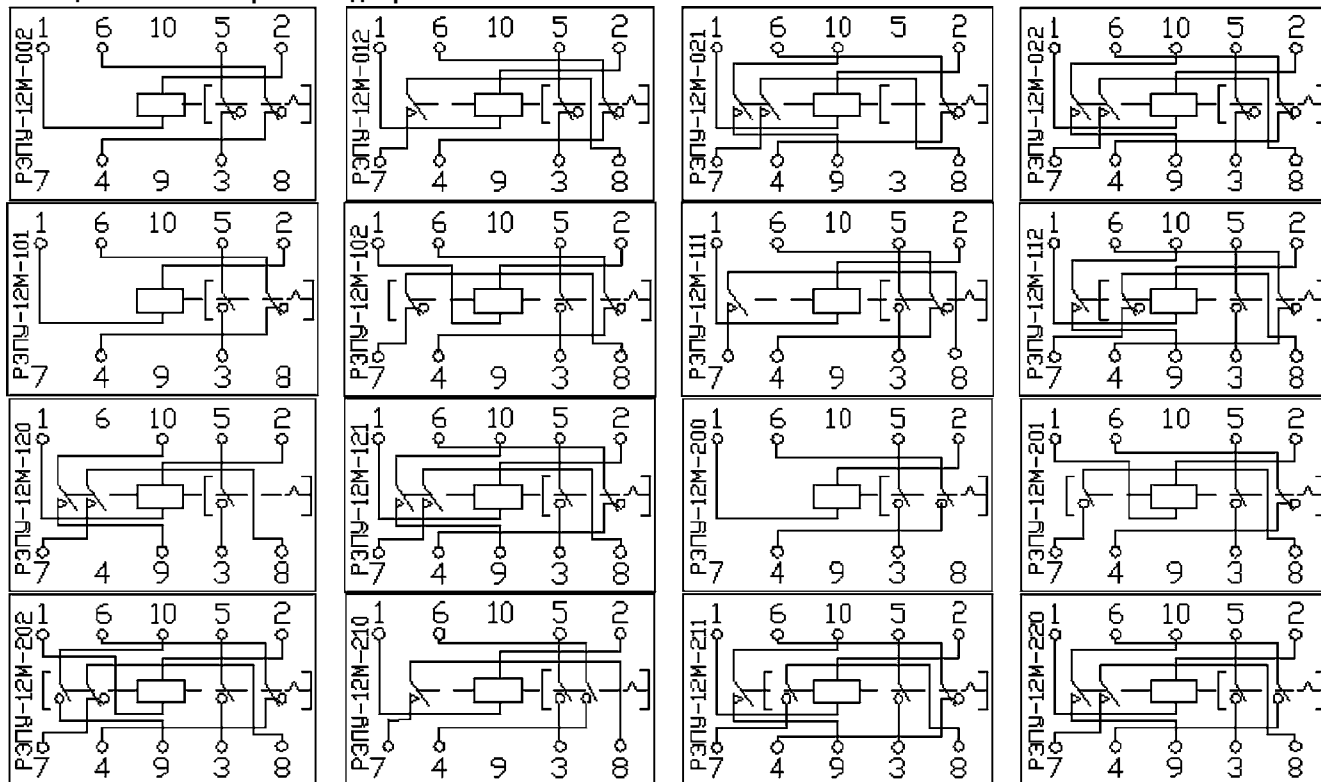 РЭПУ-12М-002
1 6 10 5 2
7 4 9 3 8
РЭПУ-12М-012
1 6 10 5 2
7 4 9 3 8
РЭПУ-12М-021
1 6 10 5 2
7 4 9 3 8
РЭПУ-12М-022
1 6 10 5 2
7 4 9 3 8
РЭПУ-12М-101
1 6 10 5 2
7 4 9 3 8
РЭПУ-12М-102
1 6 10 5 2
7 4 9 3 8
РЭПУ-12М-111
1 6 10 5 2
7 4 9 3 8
РЭПУ-12М-112
1 6 10 5 2
7 4 9 3 8
РЭПУ-12М-120
1 6 10 5 2
7 4 9 3 8
РЭПУ-12М-121
1 6 10 5 2
7 4 9 3 8
РЭПУ-12М-200
1 6 10 5 2
7 4 9 3 8
РЭПУ-12М-201
1 6 10 5 2
7 4 9 3 8
РЭПУ-12М-202
1 6 10 5 2
7 4 9 3 8
РЭПУ-12М-210
1 6 10 5 2
7 4 9 3 8
РЭПУ-12М-211
1 6 10 5 2
7 4 9 3 8
РЭПУ-12М-220
1 6 10 5 2
7 4 9 3 8